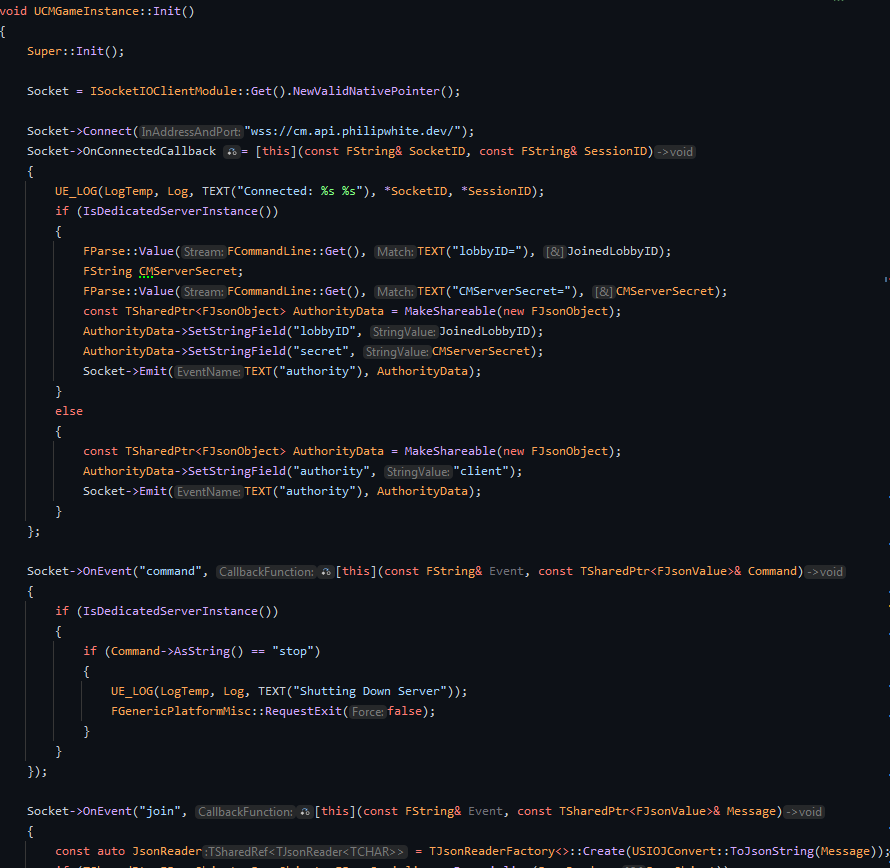 void UCMGameInstance::Init()
{
Super::Init();
Socket = ISocketIOClientModule::Get().NewValidNativePointer();
Socket->Connect(InAddressAndPort: "wss://cm.api.philipwhite.dev/");
Socket->OnConnectedCallback = [this](const FString& SocketID, const FString& SessionID) ->void
{
UE_LOG(LogTemp, Log, TEXT("Connected: %s %s"), *SocketID, *SessionID);
if (IsDedicatedServerInstance())
{
FParse::Value(Stream: FCommandLine::Get(), Match: TEXT("lobbyID="), [&] JoinedLobbyID);
FString CMServerSecret;
FParse::Value(Stream: FCommandLine::Get(), Match: TEXT("CMServerSecret="), [&] CMServerSecret);
const TSharedPtr<FJsonObject> AuthorityData = MakeShareable(new FJsonObject);
AuthorityData->SetStringField("lobbyID", StringValue: JoinedLobbyID);
AuthorityData->SetStringField("secret", StringValue: CMServerSecret);
Socket->Emit(EventName: TEXT("authority"), AuthorityData);
}
else
{
const TSharedPtr<FJsonObject> AuthorityData = MakeShareable(new FJsonObject);
AuthorityData->SetStringField("authority", StringValue: "client");
Socket->Emit(EventName: TEXT("authority"), AuthorityData);
}
};
Socket->OnEvent("command", CallbackFunction: [this](const FString& Event, const TSharedPtr<FJsonValue>& Command) ->void
{
if (IsDedicatedServerInstance())
{
if (Command->AsString() == "stop")
{
UE_LOG(LogTemp, Log, TEXT("Shutting Down Server"));
FGenericPlatformMisc::RequestExit(Force: false);
}
}
});
Socket->OnEvent("join", CallbackFunction: [this](const FString& Event, const TSharedPtr<FJsonValue>& Message) ->void
{
const auto JsonReader :TSharedRef<TJsonReader<TCHAR>> = TJsonReaderFactory<>::Create(USIOJConvert::ToJsonString(Message));